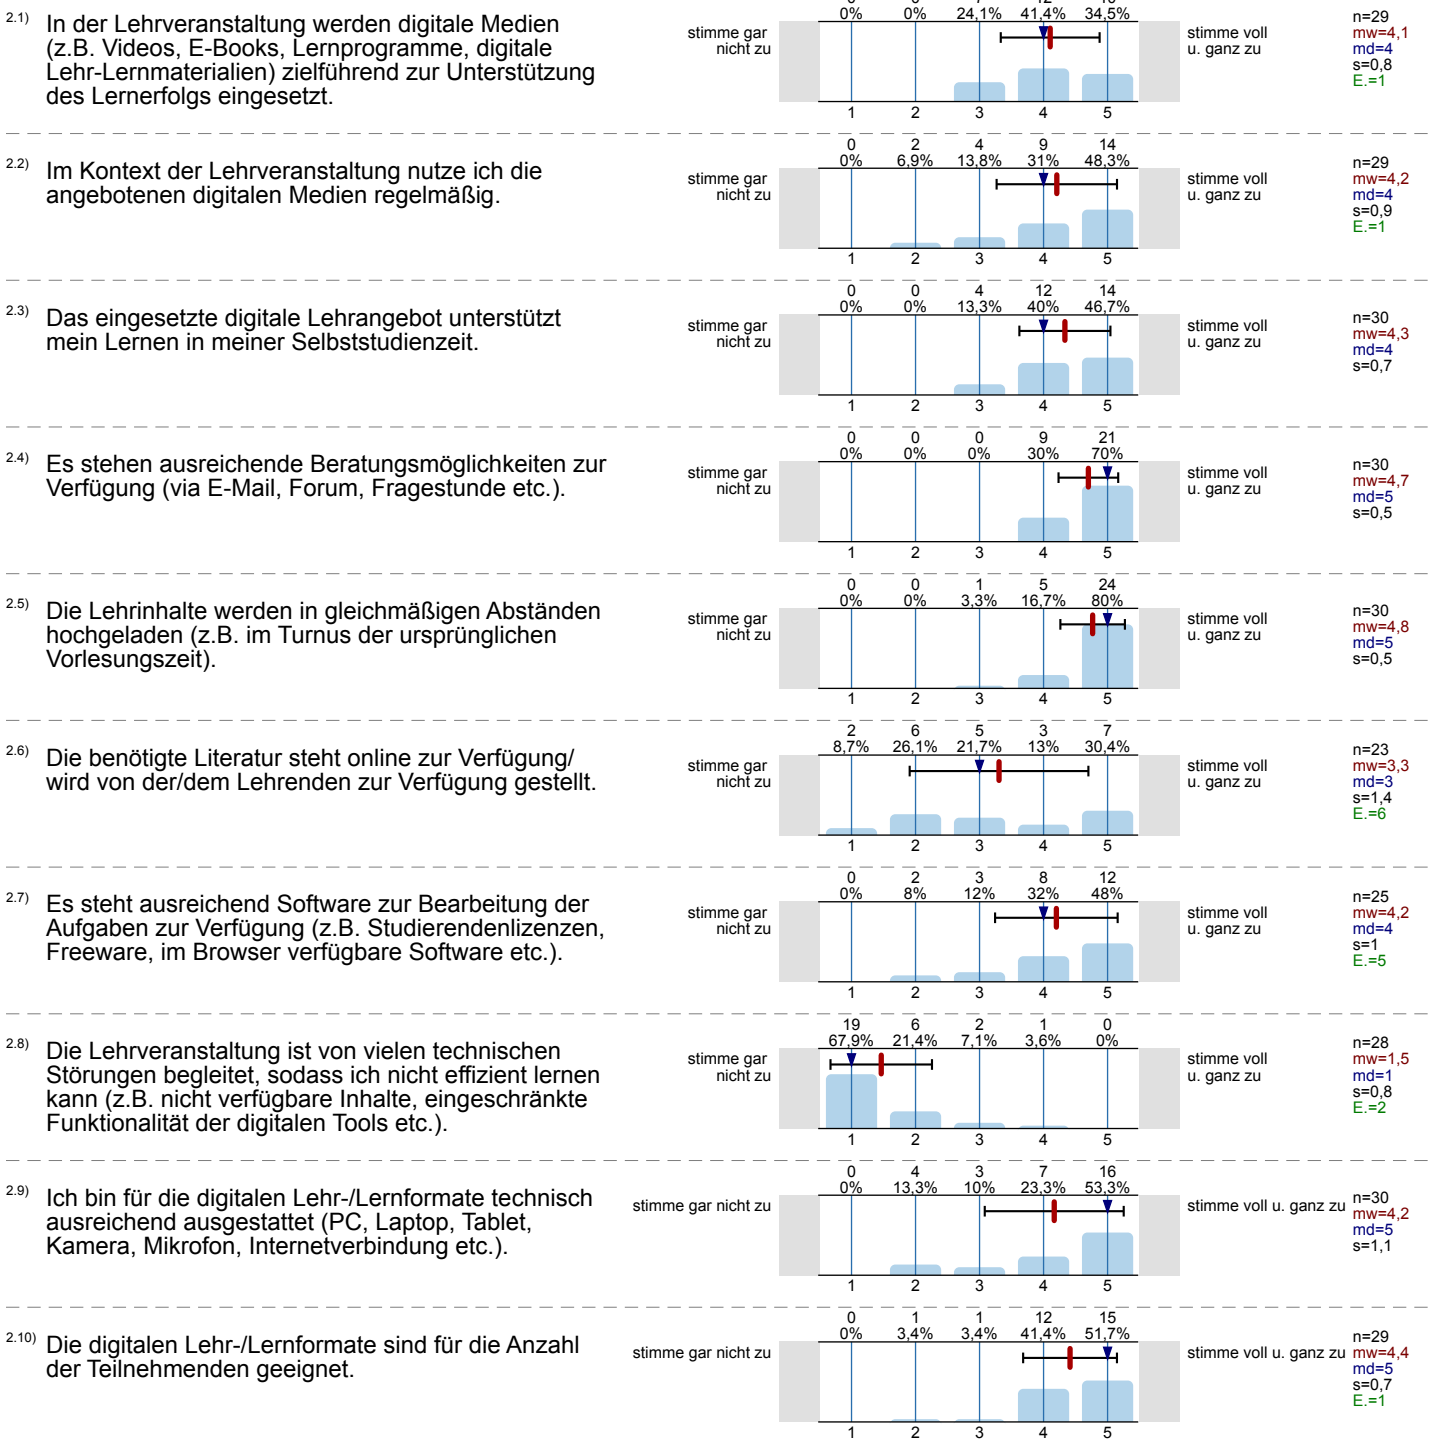 0 0 7 12 10
2.1) In der Lehrveranstaltung werden digitale Medien
(z.B. Videos, E-Books, Lernprogramme, digitale
Lehr-Lernmaterialien) zielführend zur Unterstützung
des Lernerfolgs eingesetzt.
0% 0% 24,1% 41,4% 34,5%
stimme gar
nicht zu
stimme voll
u. ganz zu
1 2 3 4 5
n=29
mw=4,1
md=4
s=0,8
E.=1
2.2) Im Kontext der Lehrveranstaltung nutze ich die
angebotenen digitalen Medien regelmäßig.
0 2 4 9 14
0% 6,9% 13,8% 31% 48,3%
stimme gar
nicht zu
stimme voll
u. ganz zu
1 2 3 4 5
n=29
mw=4,2
md=4
s=0,9
E.=1
2.3) Das eingesetzte digitale Lehrangebot unterstützt
mein Lernen in meiner Selbststudienzeit.
0 0 4 12 14
0% 0% 13,3% 40% 46,7%
stimme gar
nicht zu
stimme voll
u. ganz zu
1 2 3 4 5
n=30
mw=4,3
md=4
s=0,7
2.4) Es stehen ausreichende Beratungsmöglichkeiten zur
Verfügung (via E-Mail, Forum, Fragestunde etc.).
0 0 0 9 21
0% 0% 0% 30% 70%
stimme gar
nicht zu
stimme voll
u. ganz zu
1 2 3 4 5
n=30
mw=4,7
md=5
s=0,5
2.5) Die Lehrinhalte werden in gleichmäßigen Abständen
hochgeladen (z.B. im Turnus der ursprünglichen
Vorlesungszeit).
0 0 1 5 24
0% 0% 3,3% 16,7% 80%
stimme gar
nicht zu
stimme voll
u. ganz zu
1 2 3 4 5
n=30
mw=4,8
md=5
s=0,5
2.6) Die benötigte Literatur steht online zur Verfügung/
wird von der/dem Lehrenden zur Verfügung gestellt.
2 6 5 3 7
8,7% 26,1% 21,7% 13% 30,4%
stimme gar
nicht zu
stimme voll
u. ganz zu
1 2 3 4 5
n=23
mw=3,3
md=3
s=1,4
E.=6
2.7) Es steht ausreichend Software zur Bearbeitung der
Aufgaben zur Verfügung (z.B. Studierendenlizenzen,
Freeware, im Browser verfügbare Software etc.).
0 2 3 8 12
0% 8% 12% 32% 48%
stimme gar
nicht zu
stimme voll
u. ganz zu
1 2 3 4 5
n=25
mw=4,2
md=4
s=1
E.=5
2.8) Die Lehrveranstaltung ist von vielen technischen
Störungen begleitet, sodass ich nicht effizient lernen
kann (z.B. nicht verfügbare Inhalte, eingeschränkte
Funktionalität der digitalen Tools etc.).
19 6 2 1 0
67,9% 21,4% 7,1% 3,6% 0%
stimme gar
nicht zu
stimme voll
u. ganz zu
1 2 3 4 5
n=28
mw=1,5
md=1
s=0,8
E.=2
2.9) Ich bin für die digitalen Lehr-/Lernformate technisch
ausreichend ausgestattet (PC, Laptop, Tablet,
Kamera, Mikrofon, Internetverbindung etc.).
0 4 3 7 16
0% 13,3% 10% 23,3% 53,3%
stimme gar nicht zu
stimme voll u. ganz zu
1 2 3 4 5
n=30
mw=4,2
md=5
s=1,1
2.10) Die digitalen Lehr-/Lernformate sind für die Anzahl
der Teilnehmenden geeignet.
0 1 1 12 15
0% 3,4% 3,4% 41,4% 51,7%
stimme gar nicht zu
stimme voll u. ganz zu
1 2 3 4 5
n=29
mw=4,4
md=5
s=0,7
E.=1